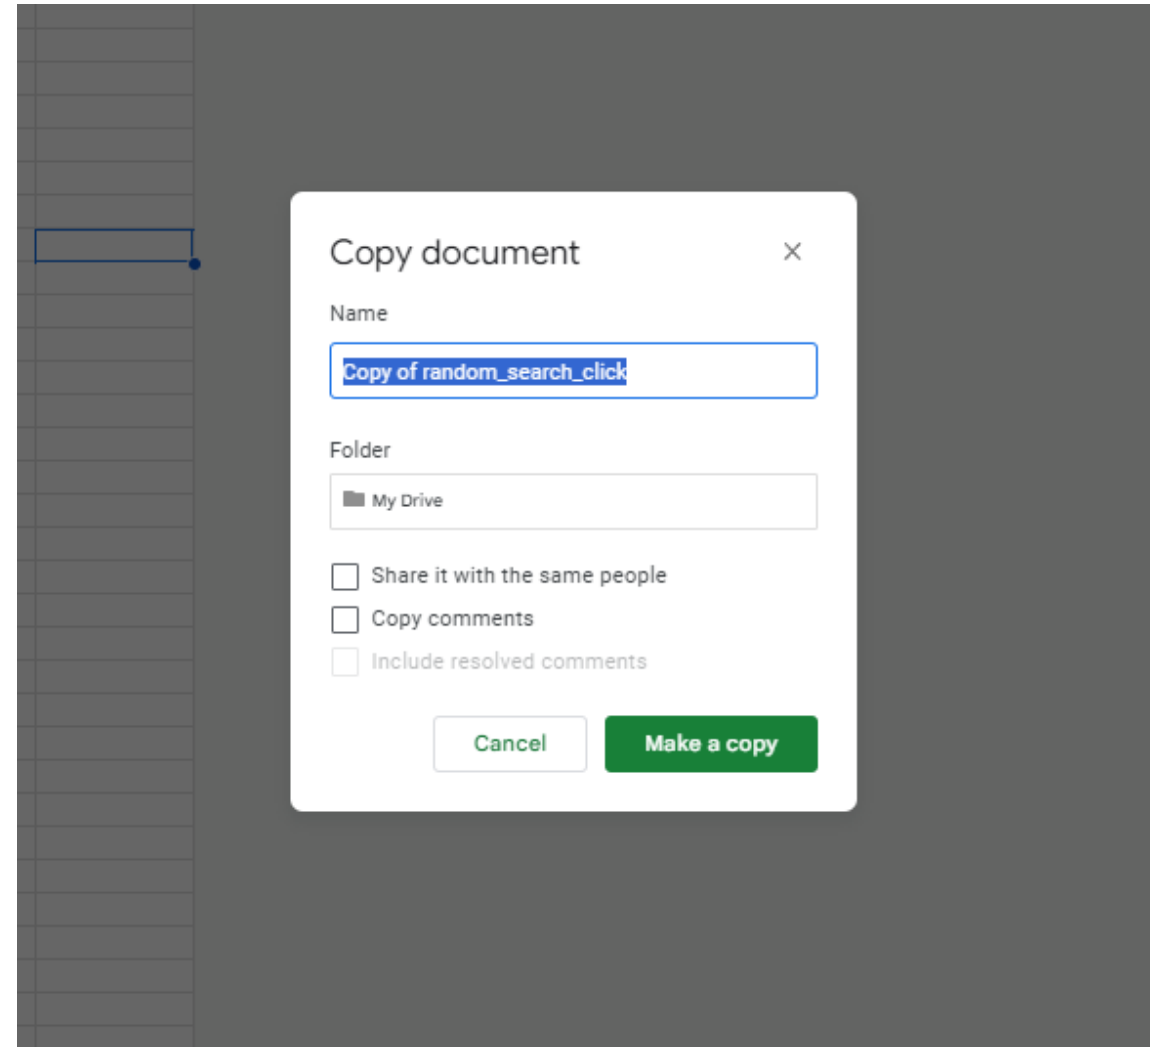 Copy document
Name
Copy of random_search_click
Folder
My Drive
Share it with the same people
Copy comments
Include resolved comments
Cancel
Make a copy